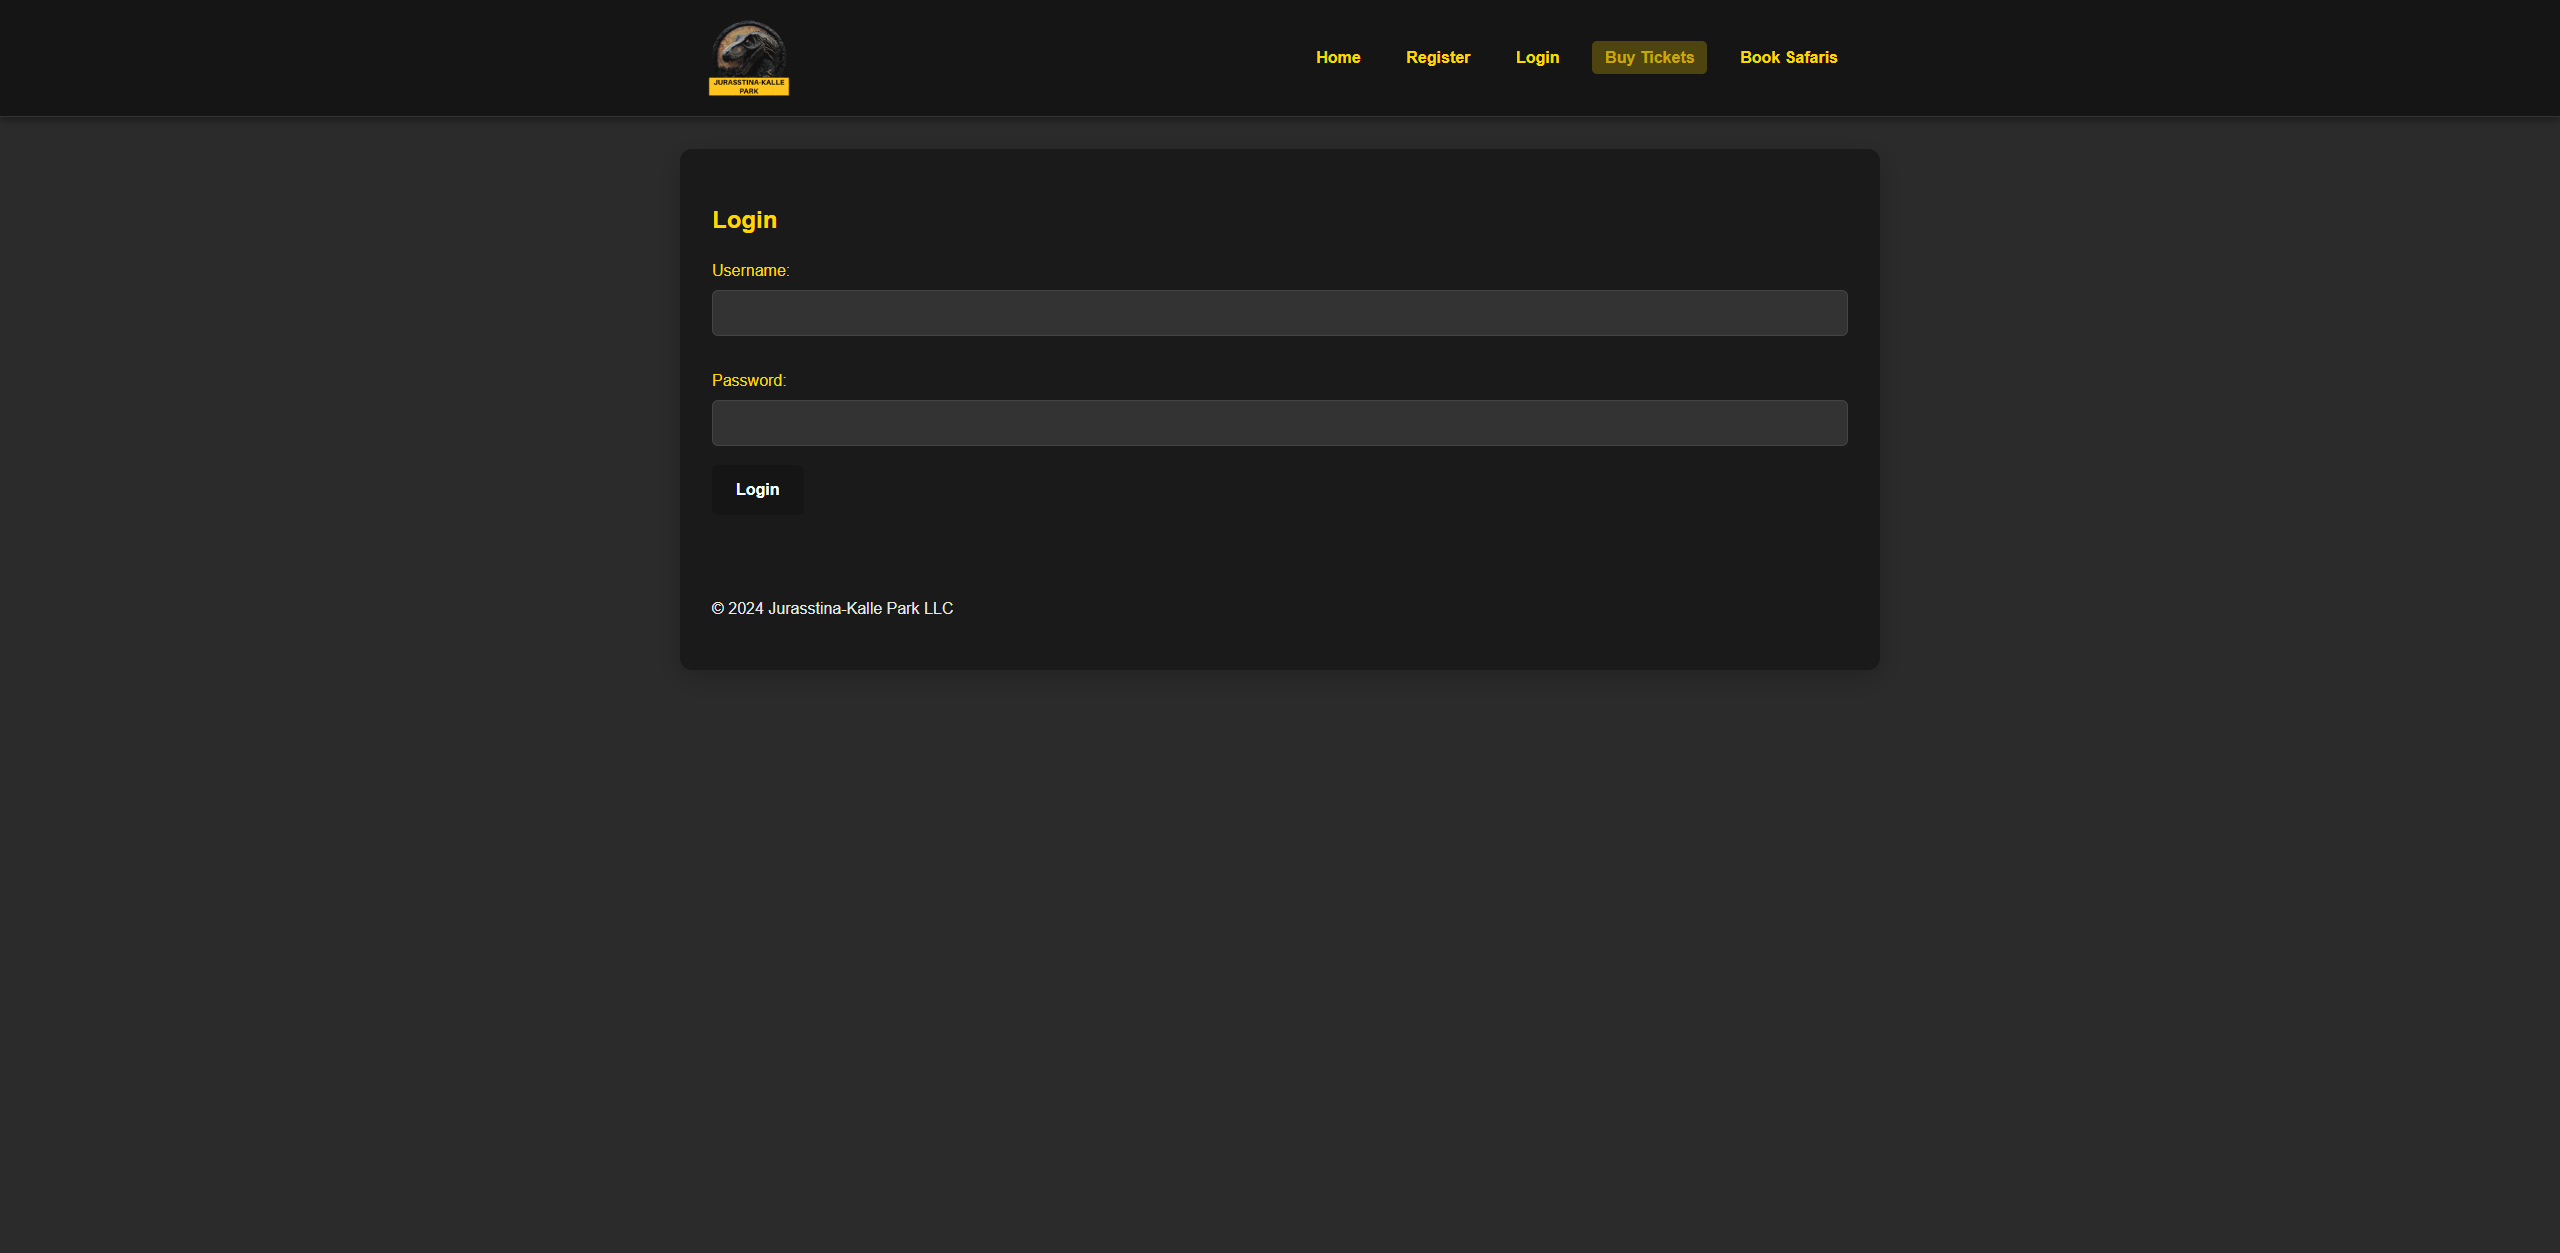 JURASSTINA-KALLE
PARK
Home Register Login Buy Tickets Book Safaris
Login
Username:
Password:
Login
© 2024 Jurasstina-Kalle Park LLC